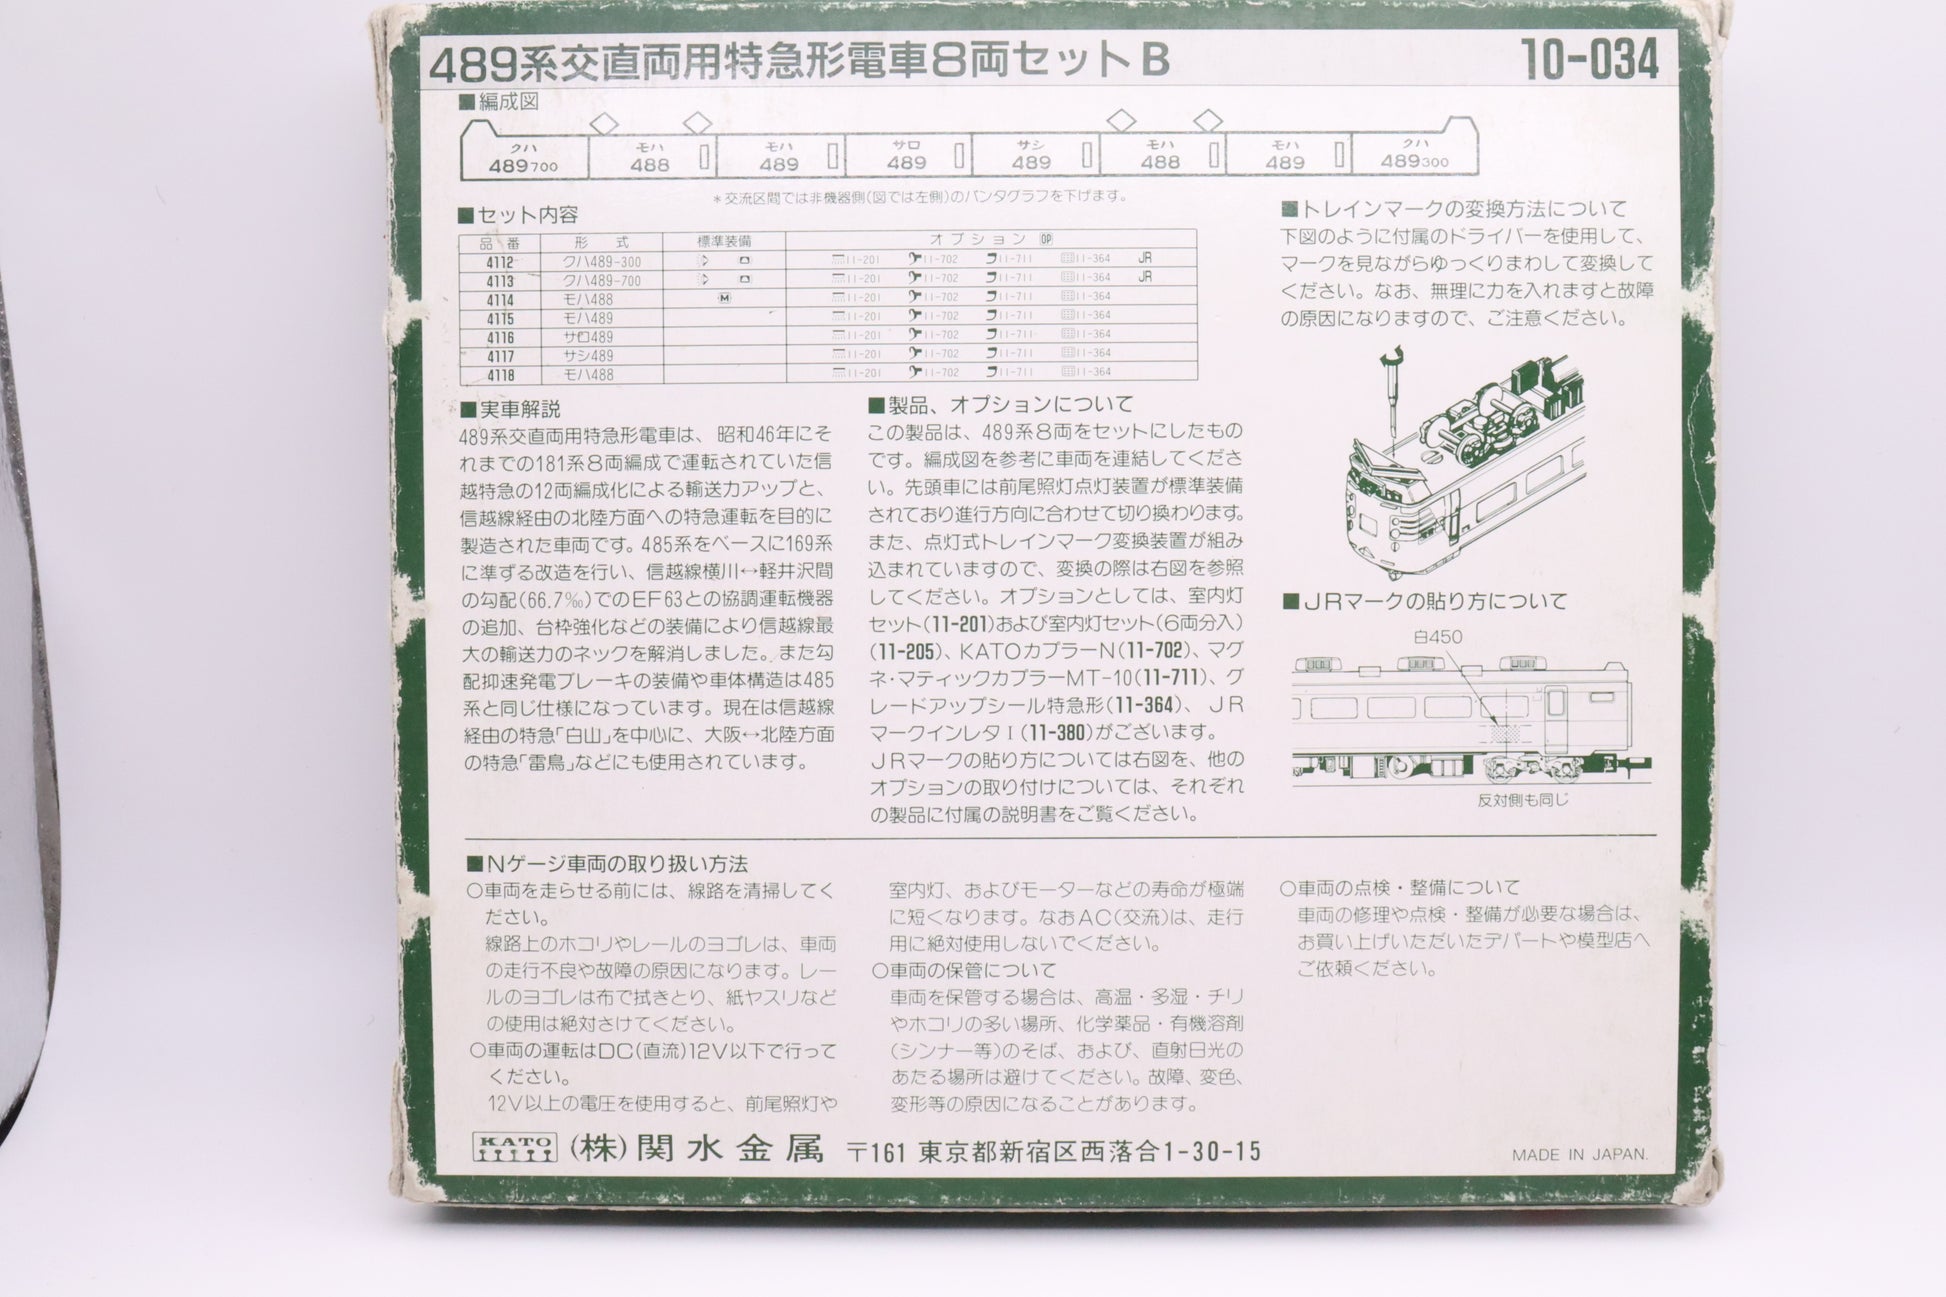 489系交直両用特急形電車8両セットB
10-034
■編成図
クハ 489 700
モハ 488
モハ 489
サロ 489
サシ 489
モハ 488
モハ 489
クハ 489 300
＊交流区間では非機器側(図では左側)のパンタグラフを下げます。
■セット内容
品番 形式 標準装備 オプション OP
4112 クハ489-300 11-201 11-702 11-711 11-364 JR
4113 クハ489-700 11-201 11-702 11-711 11-364 JR
4114 モハ488 M 11-201 11-702 11-711 11-364
4115 モハ489 11-201 11-702 11-711 11-364
4116 サロ489 11-201 11-702 11-711 11-364
4117 サシ489 11-201 11-702 11-711 11-364
4118 モハ488 11-201 11-702 11-711 11-364
■実車解説
489系交直両用特急形電車は、昭和46年にそ
れまでの181系8両編成で運転されていた信
越特急の12両編成化による輸送力アップと、
信越線経由の北陸方面への特急運転を目的に
製造された車両です。485系をベースに169系
に準ずる改造を行い、信越線横川↔軽井沢間
の勾配(66.7‰)でのEF63との協調運転機器
の追加、台枠強化などの装備により信越線最
大の輸送力のネックを解消しました。また勾
配抑速発電ブレーキの装備や車体構造は485
系と同じ仕様になっています。現在は信越線
経由の特急「白山」を中心に、大阪↔北陸方面
の特急「雷鳥」などにも使用されています。
■製品、オプションについて
この製品は、489系8両をセットにしたもの
です。編成図を参考に車両を連結してくださ
い。先頭車には前尾照灯点灯装置が標準装備
されており進行方向に合わせて切り換わります。
また、点灯式トレインマーク変換装置が組み
込まれていますので、変換の際は右図を参照
してください。オプションとしては、室内灯
セット(11-201)および室内灯セット(6両分入)
(11-205)、KATOカプラーN(11-702)、マグ
ネ・マティックカプラーMT-10(11-711)、グ
レードアップシール特急形(11-364)、JR
マークインレタI(11-380)がございます。
JRマークの貼り方については右図を、他の
オプションの取り付けについては、それぞれ
の製品に付属の説明書をご覧ください。
■トレインマークの変換方法について
下図のように付属のドライバーを使用して、
マークを見ながらゆっくりまわして変換して
ください。なお、無理に力を入れますと故障
の原因になりますので、ご注意ください。
■JRマークの貼り方について
白450
反対側も同じ
■Nゲージ車両の取り扱い方法
○車両を走らせる前には、線路を清掃してく
ださい。
線路上のホコリやレールのヨゴレは、車両
の走行不良や故障の原因になります。レー
ルのヨゴレは布で拭きとり、紙ヤスリなど
の使用は絶対さけてください。
○車両の運転はDC(直流)12V以下で行って
ください。
12V以上の電圧を使用すると、前尾照灯や
室内灯、およびモーターなどの寿命が極端
に短くなります。なおAC(交流)は、走行
用に絶対使用しないでください。
○車両の保管について
車両を保管する場合は、高温・多湿・チリ
やホコリの多い場所、化学薬品・有機溶剤
(シンナー等)のそば、および、直射日光の
あたる場所は避けてください。故障、変色、
変形等の原因になることがあります。
○車両の点検・整備について
車両の修理や点検・整備が必要な場合は、
お買い上げいただいたデパートや模型店へ
ご依頼ください。
KATO (株)関水金属 〒161 東京都新宿区西落合1-30-15
MADE IN JAPAN.